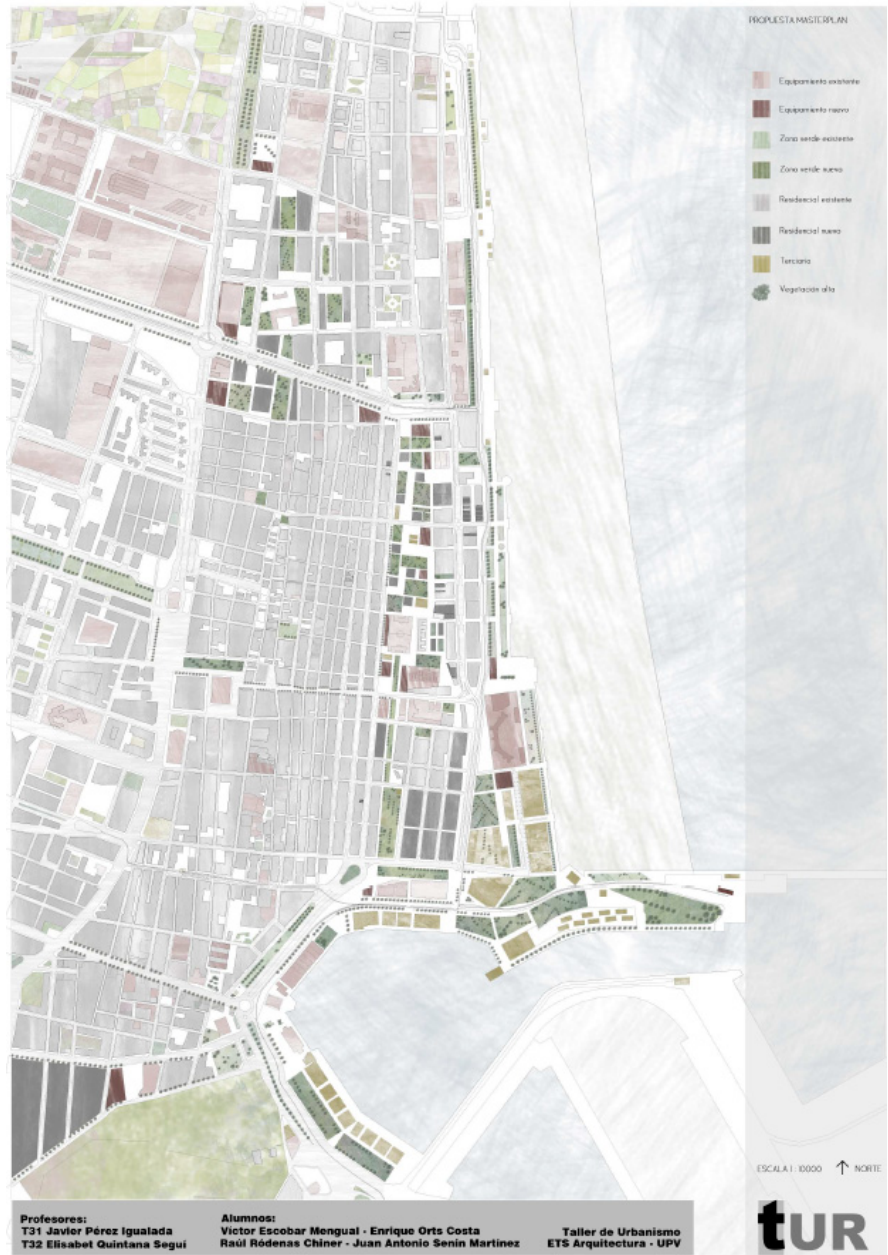 PROPUESTA MASTERPLAN
Equipamiento existente
Equipamiento nuevo
Zona verde existente
Zona verde nueva
Residencial existente
Residencial nuevo
Terciario
Vegetación alta
ESCALA 1 : 10000 NORTE
Profesores:
T31 Javier Pérez Igualada
T32 Elisabet Quintana Seguí
Alumnos:
Víctor Escobar Mengual - Enrique Orts Costa
Raúl Ródenas Chiner - Juan Antonio Senín Martínez
Taller de Urbanismo
ETS Arquitectura - UPV
tUR